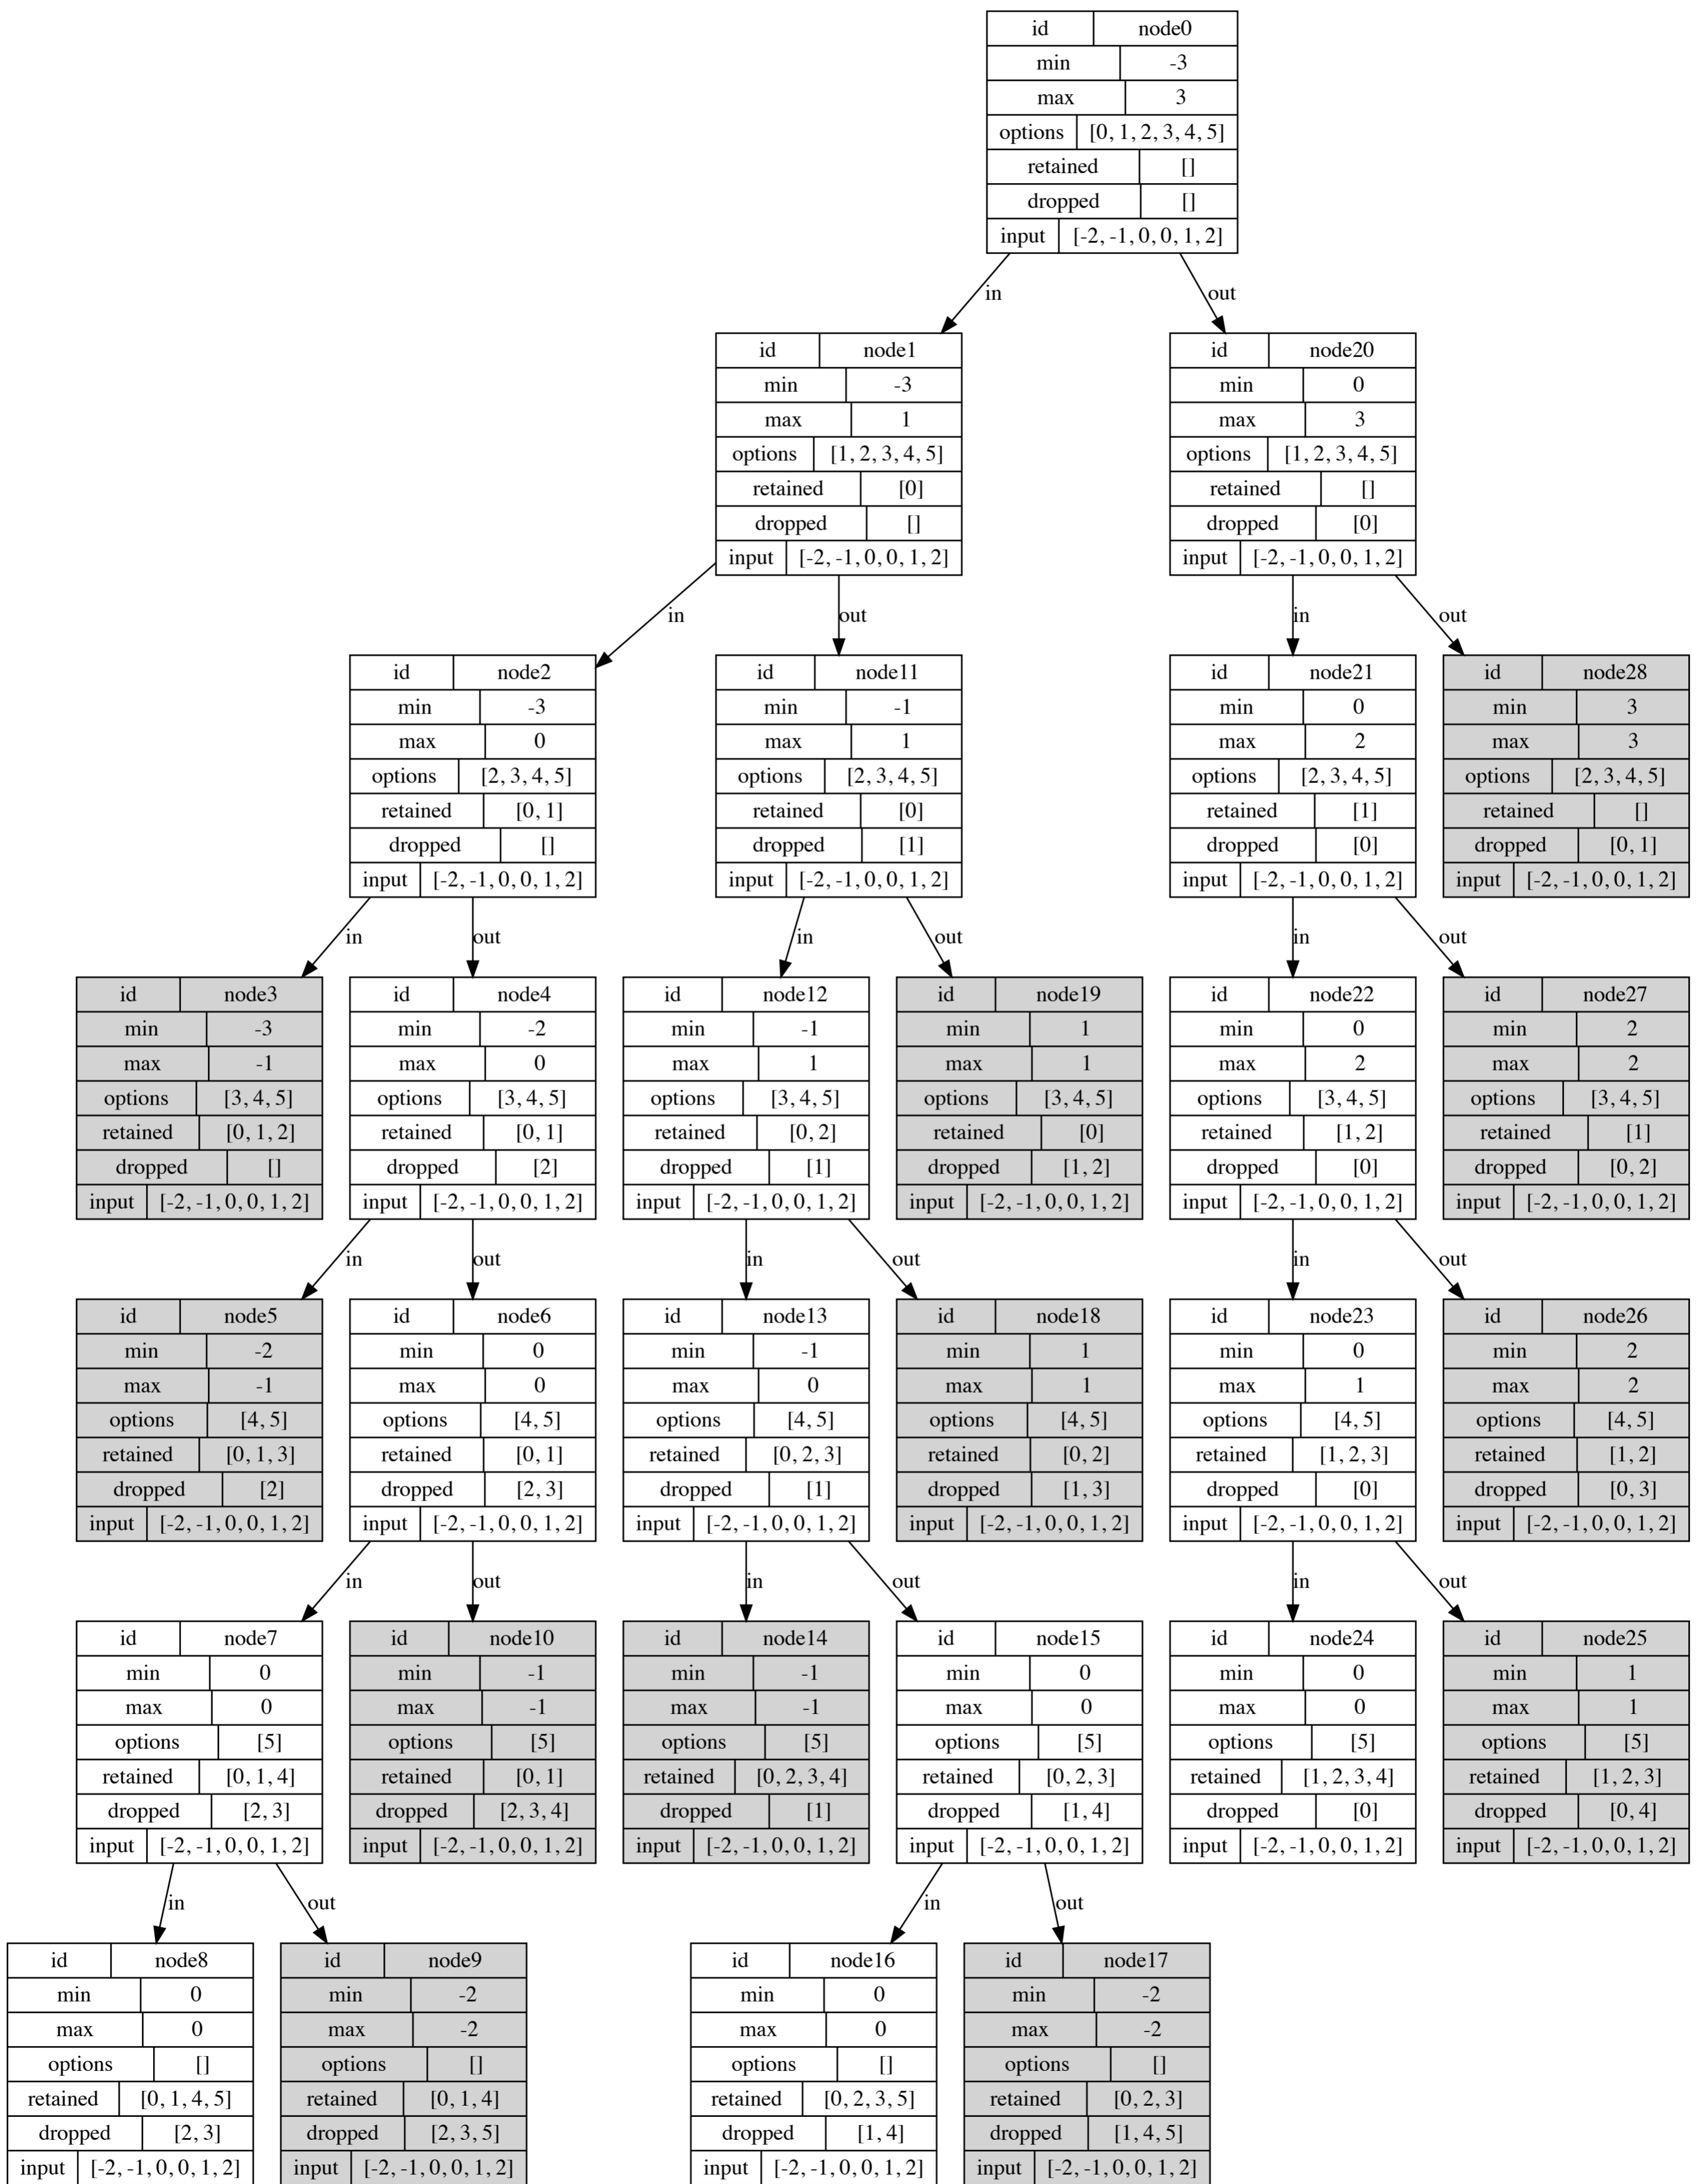 id node0
min -3
max 3
options [0, 1, 2, 3, 4, 5]
retained []
dropped []
input [-2, -1, 0, 0, 1, 2]
in
out
id node1
min -3
max 1
options [1, 2, 3, 4, 5]
retained [0]
dropped []
input [-2, -1, 0, 0, 1, 2]
id node20
min 0
max 3
options [1, 2, 3, 4, 5]
retained []
dropped [0]
input [-2, -1, 0, 0, 1, 2]
in
out
in
out
id node2
min -3
max 0
options [2, 3, 4, 5]
retained [0, 1]
dropped []
input [-2, -1, 0, 0, 1, 2]
id node11
min -1
max 1
options [2, 3, 4, 5]
retained [0]
dropped [1]
input [-2, -1, 0, 0, 1, 2]
id node21
min 0
max 2
options [2, 3, 4, 5]
retained [1]
dropped [0]
input [-2, -1, 0, 0, 1, 2]
id node28
min 3
max 3
options [2, 3, 4, 5]
retained []
dropped [0, 1]
input [-2, -1, 0, 0, 1, 2]
in
out
in
out
in
out
id node3
min -3
max -1
options [3, 4, 5]
retained [0, 1, 2]
dropped []
input [-2, -1, 0, 0, 1, 2]
id node4
min -2
max 0
options [3, 4, 5]
retained [0, 1]
dropped [2]
input [-2, -1, 0, 0, 1, 2]
id node12
min -1
max 1
options [3, 4, 5]
retained [0, 2]
dropped [1]
input [-2, -1, 0, 0, 1, 2]
id node19
min 1
max 1
options [3, 4, 5]
retained [0]
dropped [1, 2]
input [-2, -1, 0, 0, 1, 2]
id node22
min 0
max 2
options [3, 4, 5]
retained [1, 2]
dropped [0]
input [-2, -1, 0, 0, 1, 2]
id node27
min 2
max 2
options [3, 4, 5]
retained [1]
dropped [0, 2]
input [-2, -1, 0, 0, 1, 2]
in
out
in
out
in
out
id node5
min -2
max -1
options [4, 5]
retained [0, 1, 3]
dropped [2]
input [-2, -1, 0, 0, 1, 2]
id node6
min 0
max 0
options [4, 5]
retained [0, 1]
dropped [2, 3]
input [-2, -1, 0, 0, 1, 2]
id node13
min -1
max 0
options [4, 5]
retained [0, 2, 3]
dropped [1]
input [-2, -1, 0, 0, 1, 2]
id node18
min 1
max 1
options [4, 5]
retained [0, 2]
dropped [1, 3]
input [-2, -1, 0, 0, 1, 2]
id node23
min 0
max 1
options [4, 5]
retained [1, 2, 3]
dropped [0]
input [-2, -1, 0, 0, 1, 2]
id node26
min 2
max 2
options [4, 5]
retained [1, 2]
dropped [0, 3]
input [-2, -1, 0, 0, 1, 2]
in
out
in
out
in
out
id node7
min 0
max 0
options [5]
retained [0, 1, 4]
dropped [2, 3]
input [-2, -1, 0, 0, 1, 2]
id node10
min -1
max -1
options [5]
retained [0, 1]
dropped [2, 3, 4]
input [-2, -1, 0, 0, 1, 2]
id node14
min -1
max -1
options [5]
retained [0, 2, 3, 4]
dropped [1]
input [-2, -1, 0, 0, 1, 2]
id node15
min 0
max 0
options [5]
retained [0, 2, 3]
dropped [1, 4]
input [-2, -1, 0, 0, 1, 2]
id node24
min 0
max 0
options [5]
retained [1, 2, 3, 4]
dropped [0]
input [-2, -1, 0, 0, 1, 2]
id node25
min 1
max 1
options [5]
retained [1, 2, 3]
dropped [0, 4]
input [-2, -1, 0, 0, 1, 2]
in
out
in
out
id node8
min 0
max 0
options []
retained [0, 1, 4, 5]
dropped [2, 3]
input [-2, -1, 0, 0, 1, 2]
id node9
min -2
max -2
options []
retained [0, 1, 4]
dropped [2, 3, 5]
input [-2, -1, 0, 0, 1, 2]
id node16
min 0
max 0
options []
retained [0, 2, 3, 5]
dropped [1, 4]
input [-2, -1, 0, 0, 1, 2]
id node17
min -2
max -2
options []
retained [0, 2, 3]
dropped [1, 4, 5]
input [-2, -1, 0, 0, 1, 2]